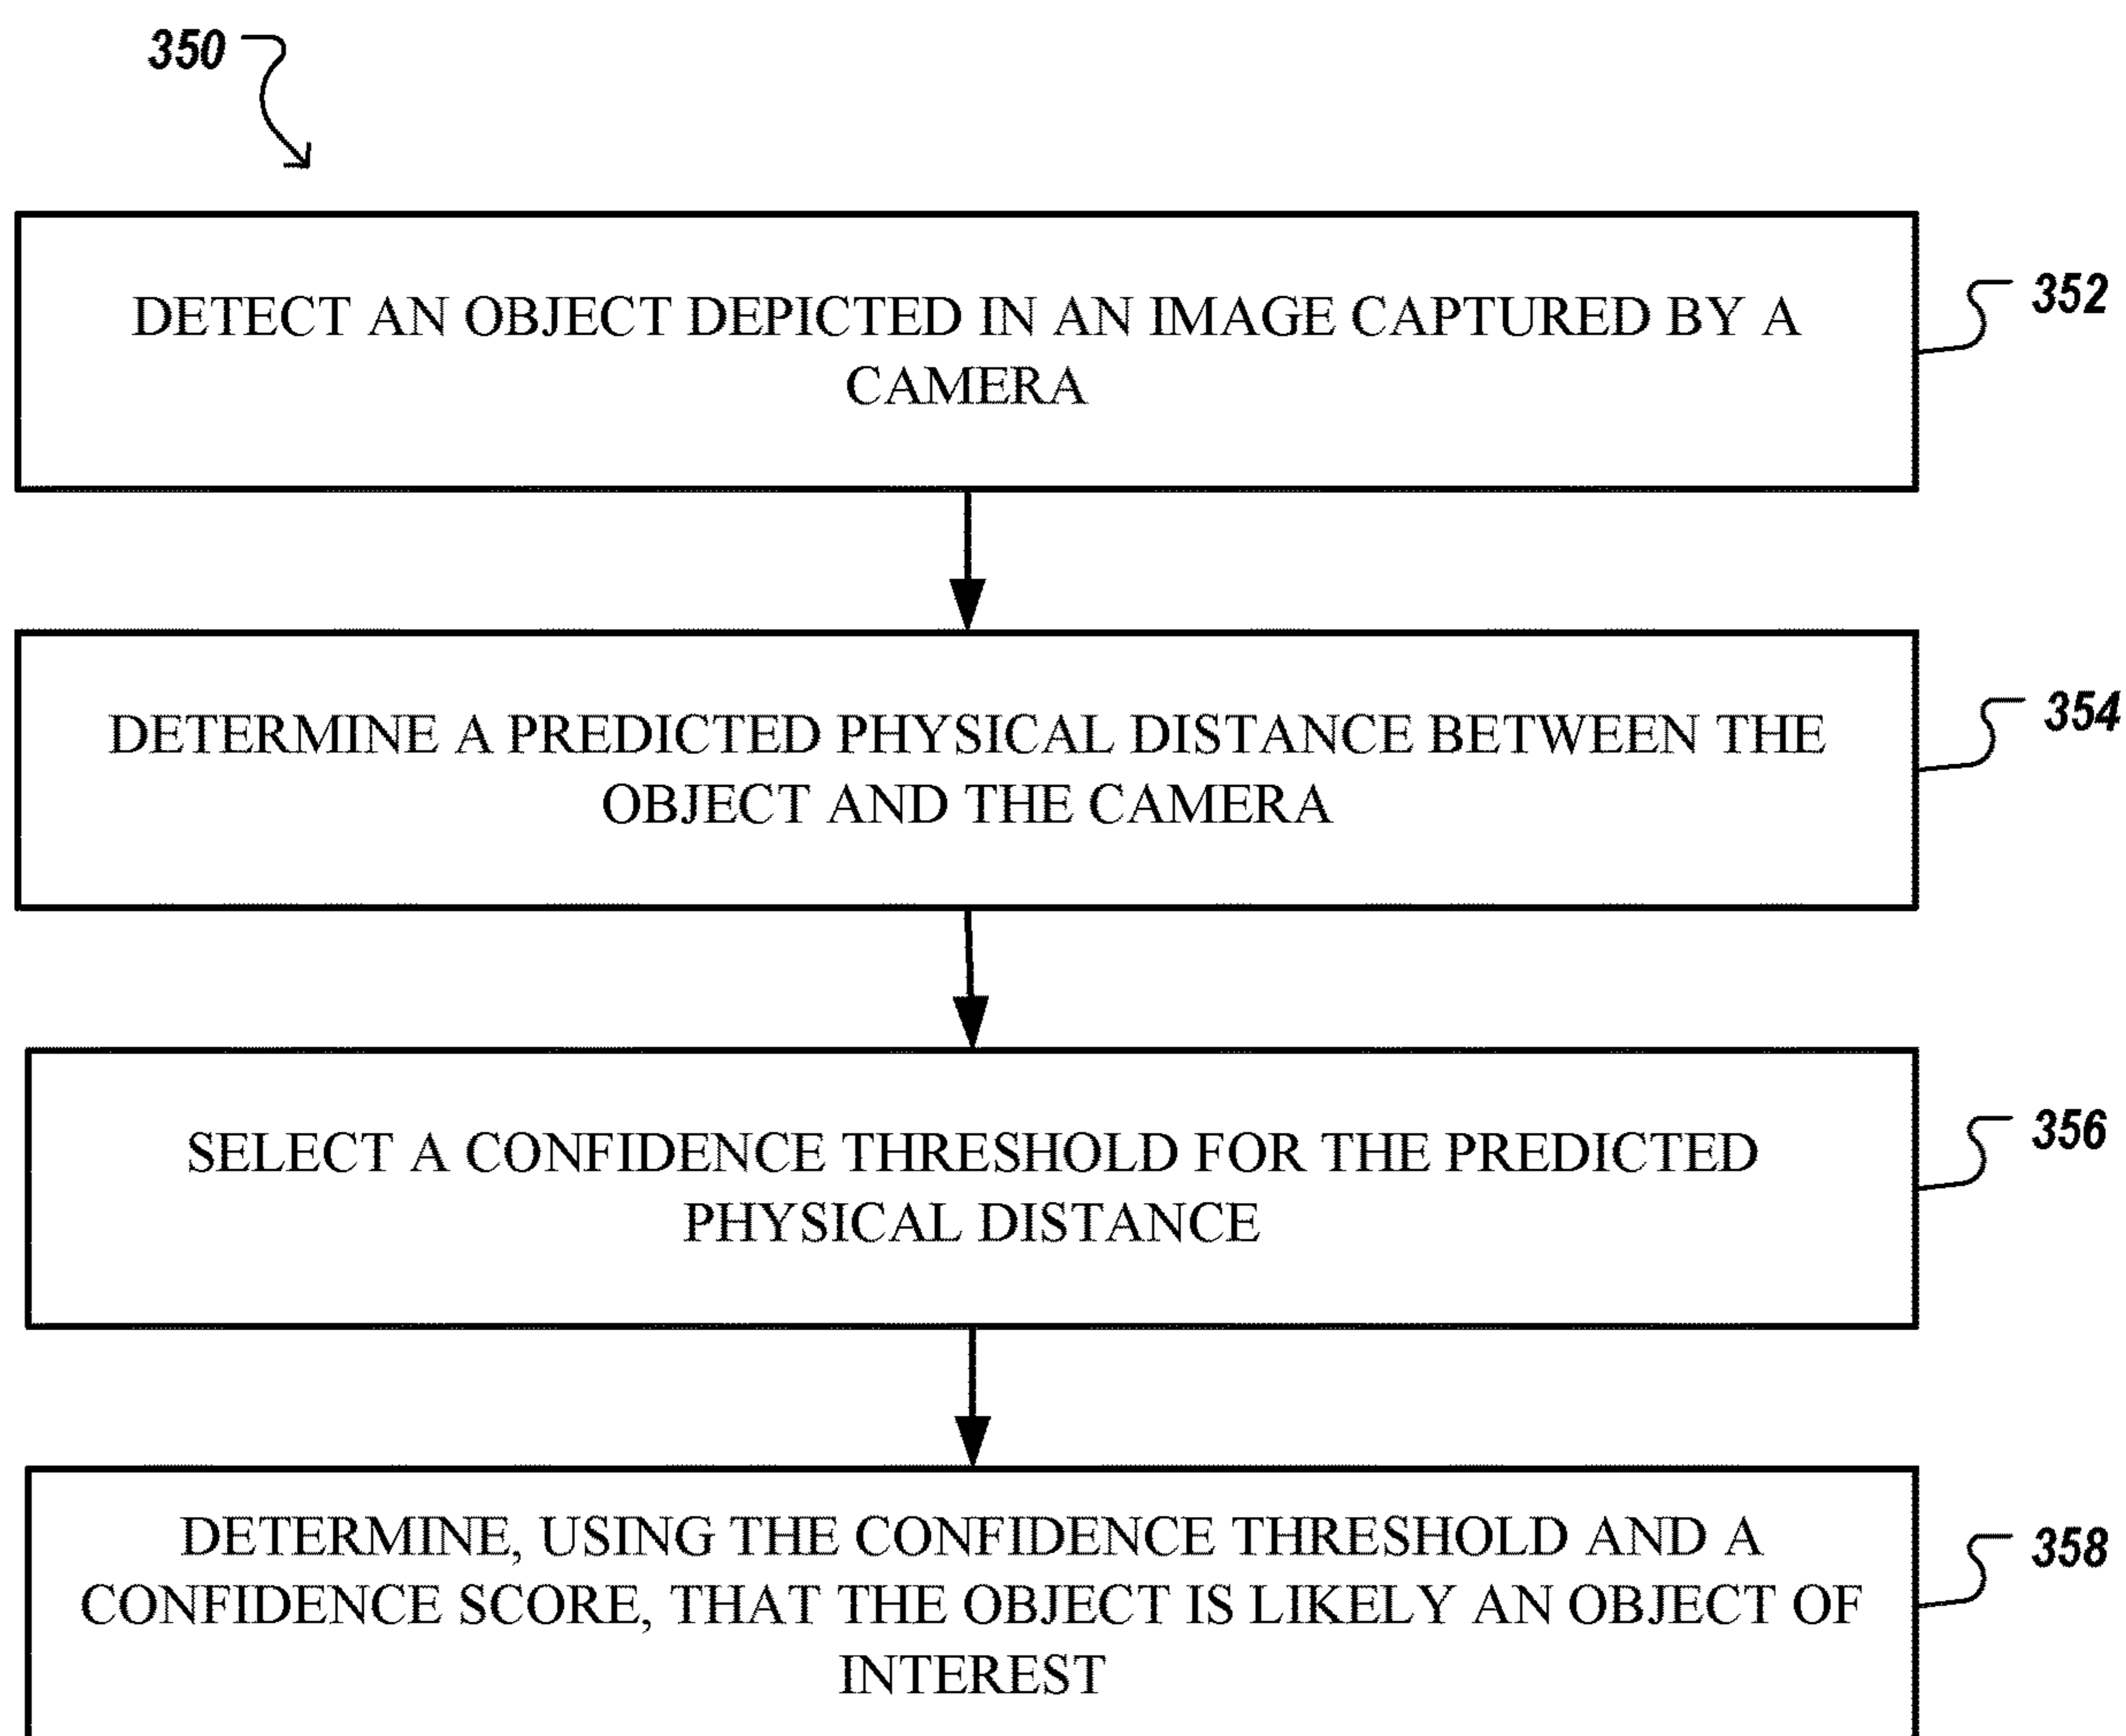 350
DETECT AN OBJECT DEPICTED IN AN IMAGE CAPTURED BY A
CAMERA
352
DETERMINE A PREDICTED PHYSICAL DISTANCE BETWEEN THE
OBJECT AND THE CAMERA
354
SELECT A CONFIDENCE THRESHOLD FOR THE PREDICTED
PHYSICAL DISTANCE
356
DETERMINE, USING THE CONFIDENCE THRESHOLD AND A
CONFIDENCE SCORE, THAT THE OBJECT IS LIKELY AN OBJECT OF
INTEREST
358